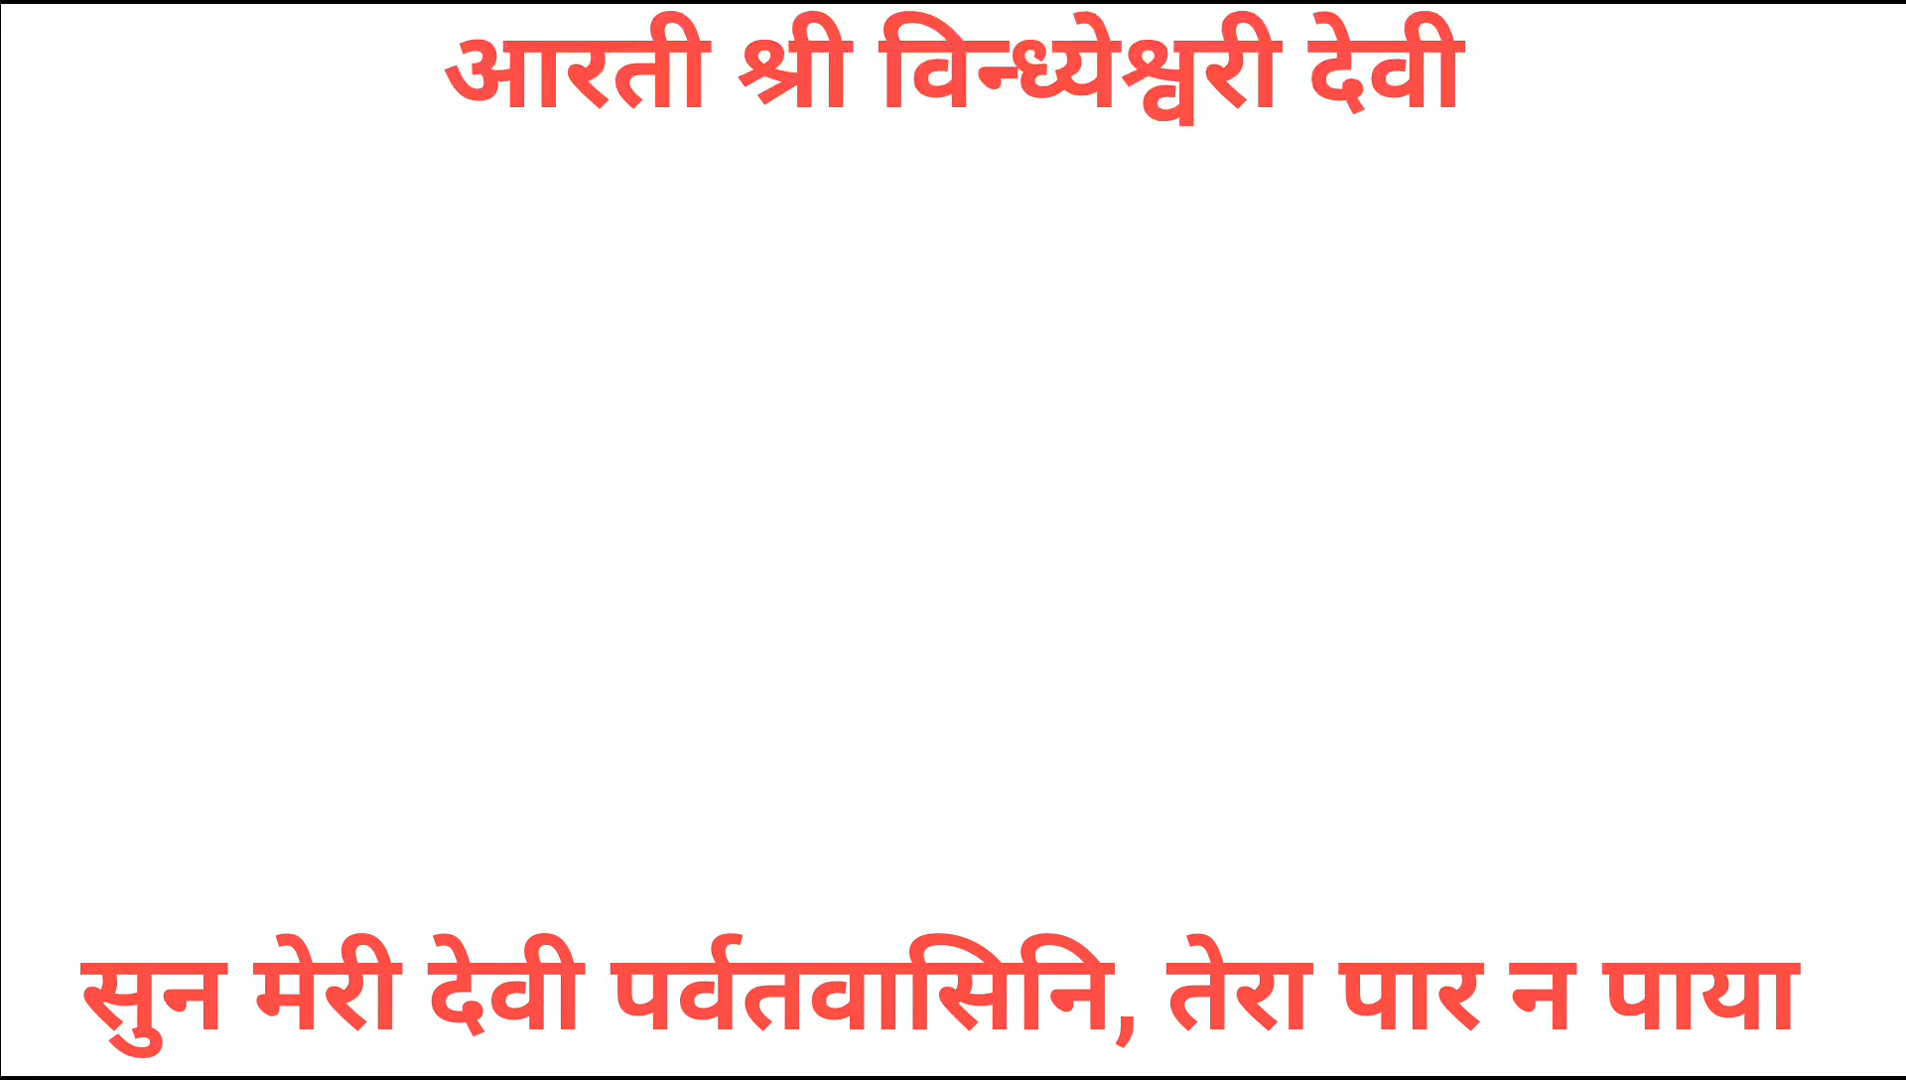 आरती श्री विन्ध्येश्वरी देवी
सुन मेरी देवी पर्वतवासिनि, तेरा पार न पाया